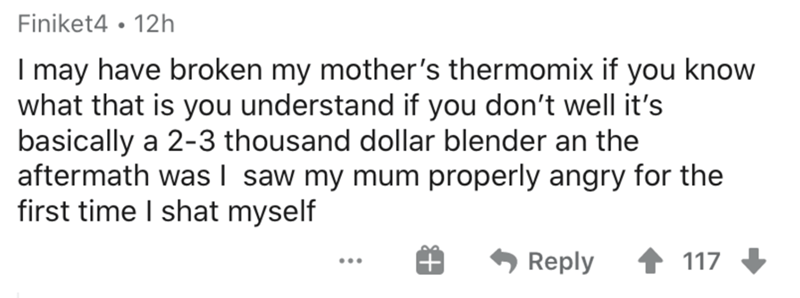 Finiket4 • 12h
I may have broken my mother's thermomix if you know
what that is you understand if you don't well it's
basically a 2-3 thousand dollar blender an the
aftermath was I  saw my mum properly angry for the
first time I shat myself
... Reply 117